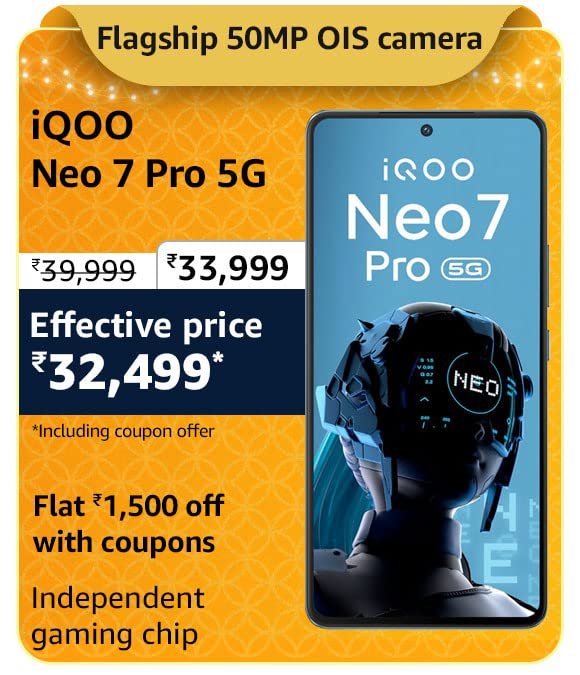 Flagship 50MP OIS camera
iQOO
Neo 7 Pro 5G
₹39,999 ₹33,999
Effective price
₹32,499*
*Including coupon offer
Flat ₹1,500 off
with coupons
Independent
gaming chip
iQOO
Neo7
Pro 5G
NEO
NE